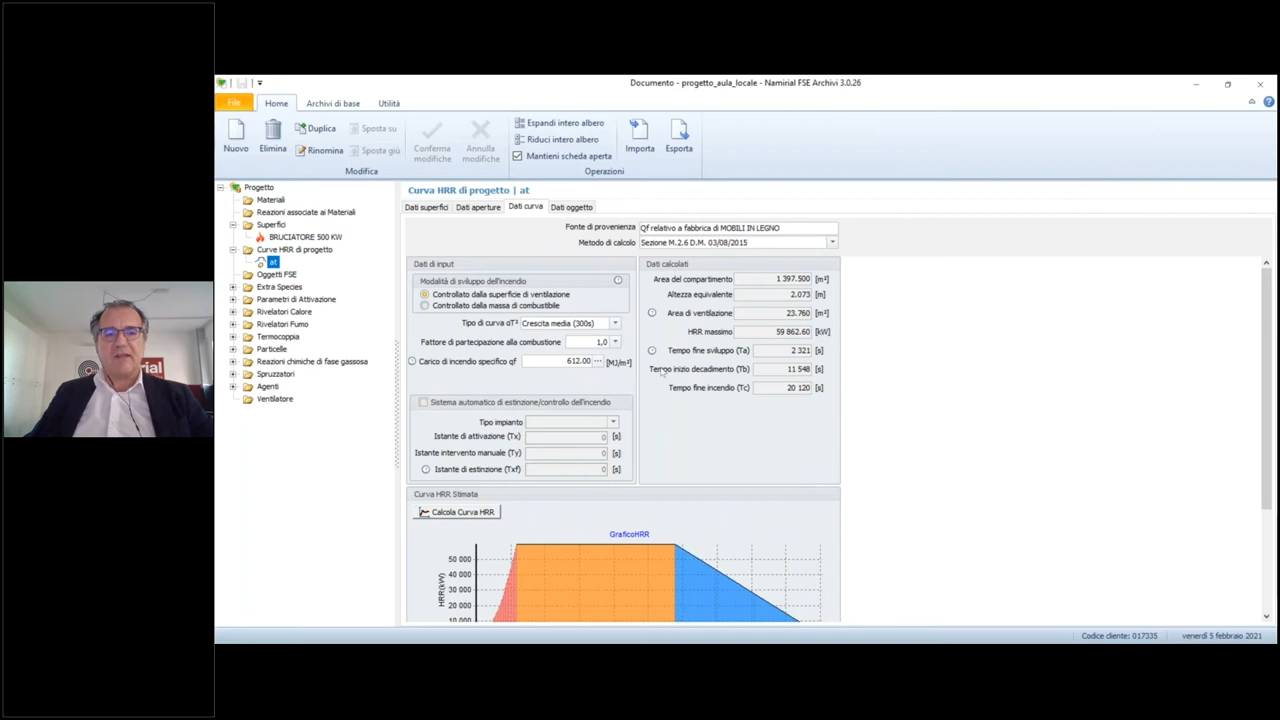 Documento - progetto_aula_locale - Namirial FSE Archivi 3.0.26
File
Home
Archivi di base
Utilità
Nuovo
Elimina
Duplica
Rinomina
Sposta su
Sposta giù
Modifica
Conferma modifiche
Annulla modifiche
Espandi intero albero
Riduci intero albero
Mantieni scheda aperta
Importa
Esporta
Operazioni
Progetto
Materiali
Reazioni associate ai Materiali
Superfici
BRUCIATORE 500 KW
Curve HRR di progetto
at
Oggetti FSE
Extra Species
Parametri di Attivazione
Rivelatori Calore
Rivelatori Fumo
Termocoppia
Particelle
Reazioni chimiche di fase gassosa
Spruzzatori
Agenti
Ventilatore
Curva HRR di progetto | at
Dati superfici
Dati aperture
Dati curva
Dati oggetto
Fonte di provenienza Qf relativo a fabbrica di MOBILI IN LEGNO
Metodo di calcolo Sezione M.2.6 D.M. 03/08/2015
Dati di input
Modalità di sviluppo dell'incendio
Controllato dalla superficie di ventilazione
Controllato dalla massa di combustibile
Tipo di curva αT² Crescita media (300s)
Fattore di partecipazione alla combustione 1,0
Carico di incendio specifico qf 612.00 ... [MJ/m²]
Sistema automatico di estinzione/controllo dell'incendio
Tipo impianto
Istante di attivazione (Tx) 0 [s]
Istante intervento manuale (Ty) 0 [s]
Istante di estinzione (Txf) 0 [s]
Dati calcolati
Area del compartimento 1 397.500 [m²]
Altezza equivalente 2.073 [m]
Area di ventilazione 23.760 [m²]
HRR massimo 59 862.60 [kW]
Tempo fine sviluppo (Ta) 2 321 [s]
Tempo inizio decadimento (Tb) 11 548 [s]
Tempo fine incendio (Tc) 20 120 [s]
Curva HRR Stimata
Calcola Curva HRR
GraficoHRR
HRR(kW)
50 000
40 000
30 000
20 000
10 000
Codice cliente: 017335
venerdì 5 febbraio 2021